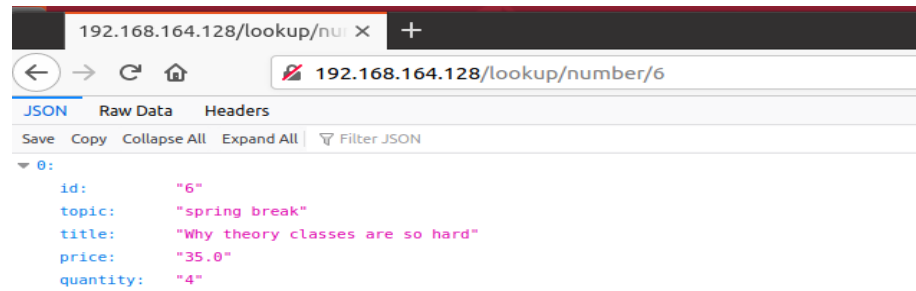 192.168.164.128/lookup/nu
192.168.164.128/lookup/number/6
JSON Raw Data Headers
Save Copy Collapse All Expand All Filter JSON
0:
id: "6"
topic: "spring break"
title: "Why theory classes are so hard"
price: "35.0"
quantity: "4"